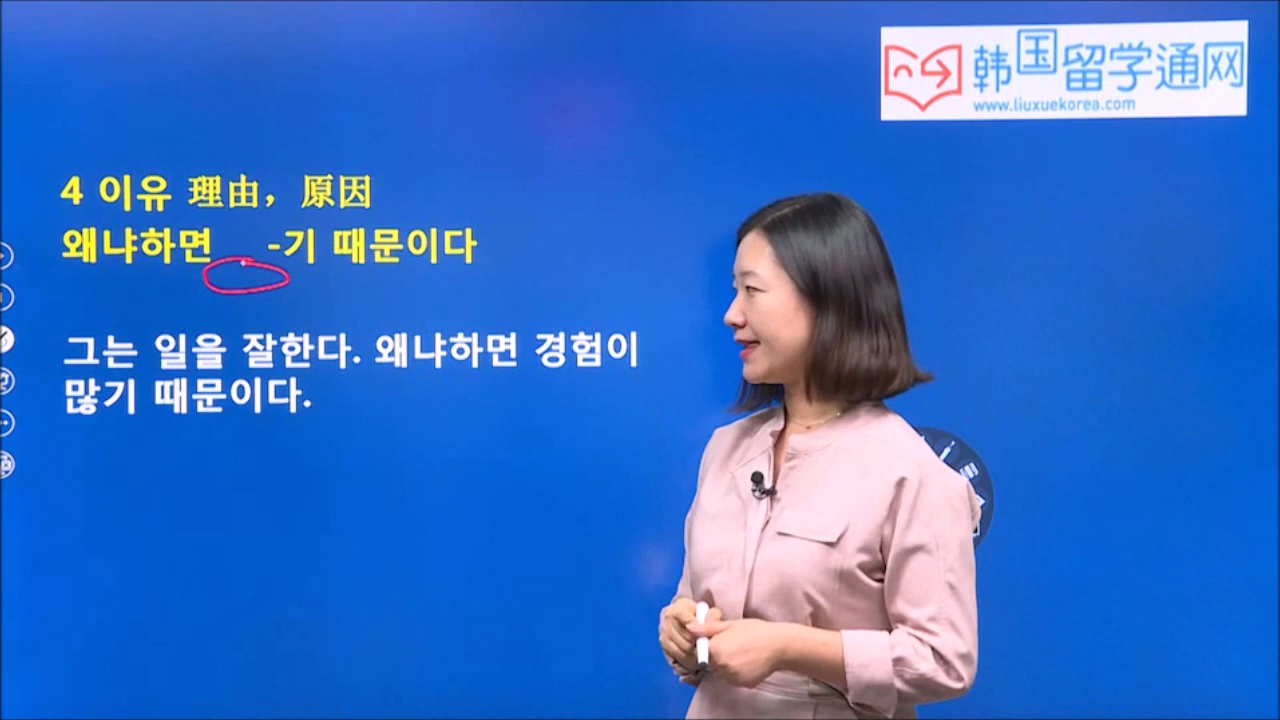 韩国留学通网
www.liuxuekorea.com
4 이유 理由，原因
왜냐하면 -기 때문이다
그는 일을 잘한다. 왜냐하면 경험이
많기 때문이다.